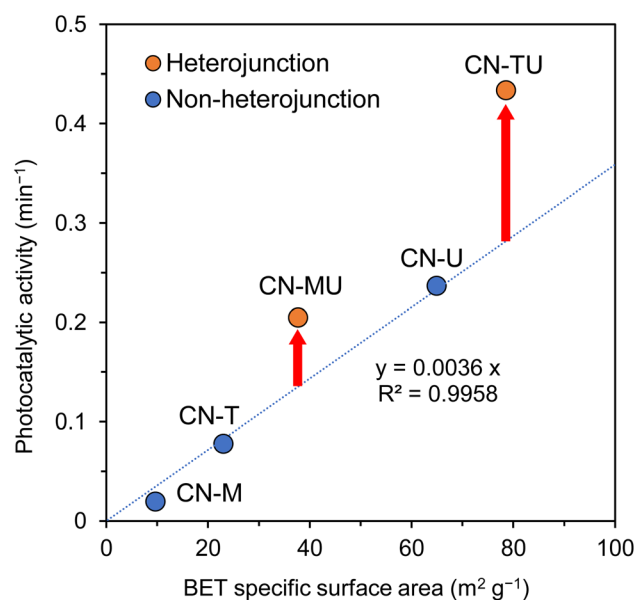 0.5
0.4
0.3
0.2
0.1
0
0
20
40
60
80
100
Photocatalytic activity (min⁻¹)
BET specific surface area (m² g⁻¹)
Heterojunction
Non-heterojunction
CN-TU
CN-U
CN-MU
y = 0.0036 x
R² = 0.9958
CN-T
CN-M